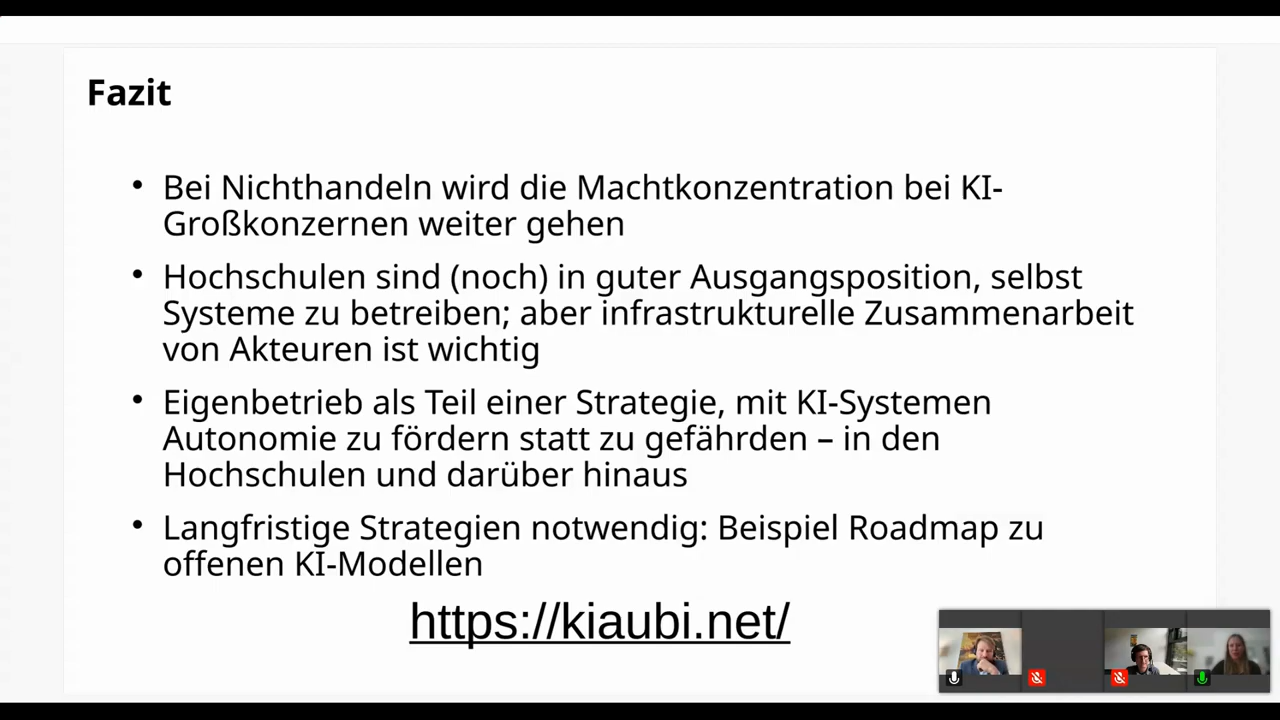 Fazit
• Bei Nichthandeln wird die Machtkonzentration bei KI-
Großkonzernen weiter gehen
• Hochschulen sind (noch) in guter Ausgangsposition, selbst
Systeme zu betreiben; aber infrastrukturelle Zusammenarbeit
von Akteuren ist wichtig
• Eigenbetrieb als Teil einer Strategie, mit KI-Systemen
Autonomie zu fördern statt zu gefährden – in den
Hochschulen und darüber hinaus
• Langfristige Strategien notwendig: Beispiel Roadmap zu
offenen KI-Modellen
https://kiaubi.net/